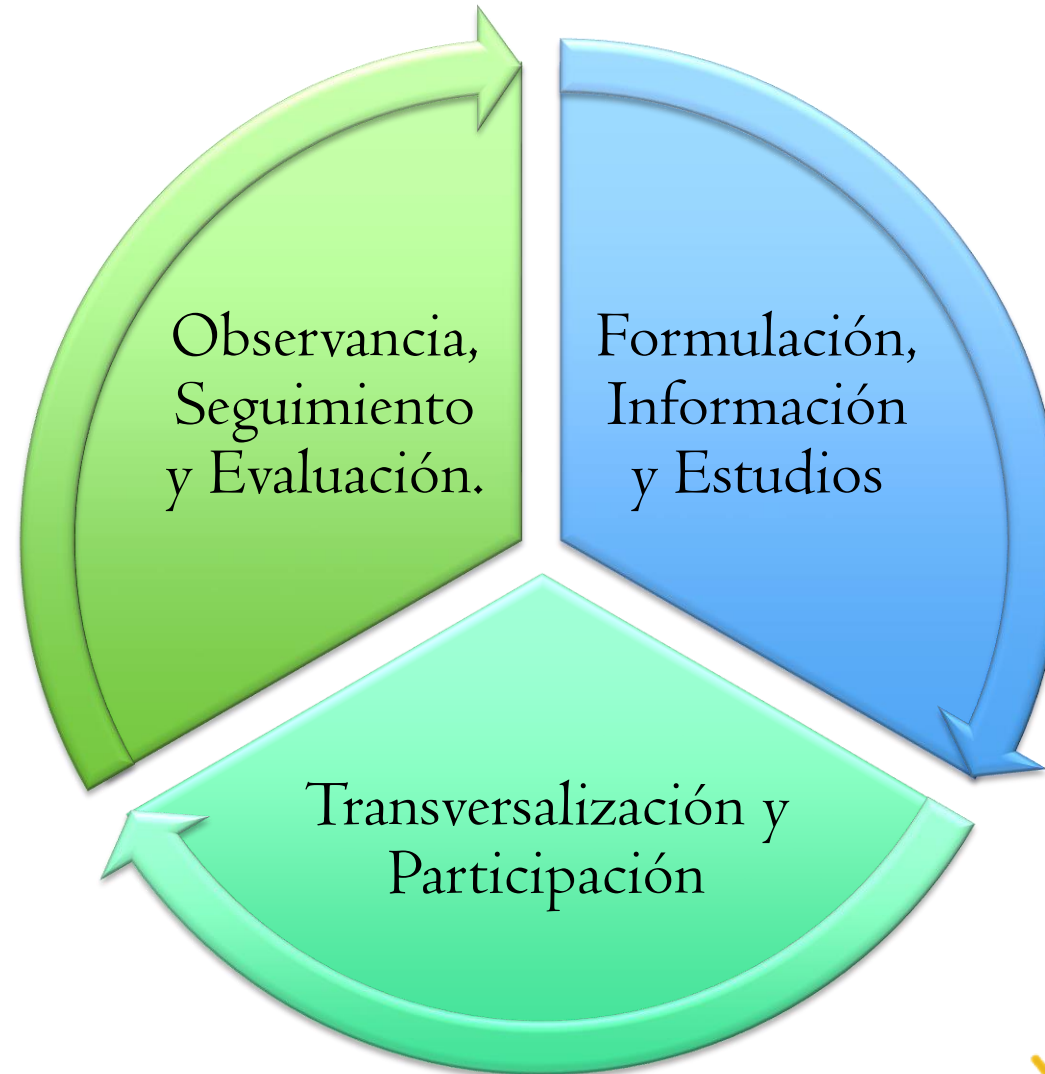 Observancia,
Seguimiento
y Evaluación.
Formulación,
Información
y Estudios
Transversalización y
Participación